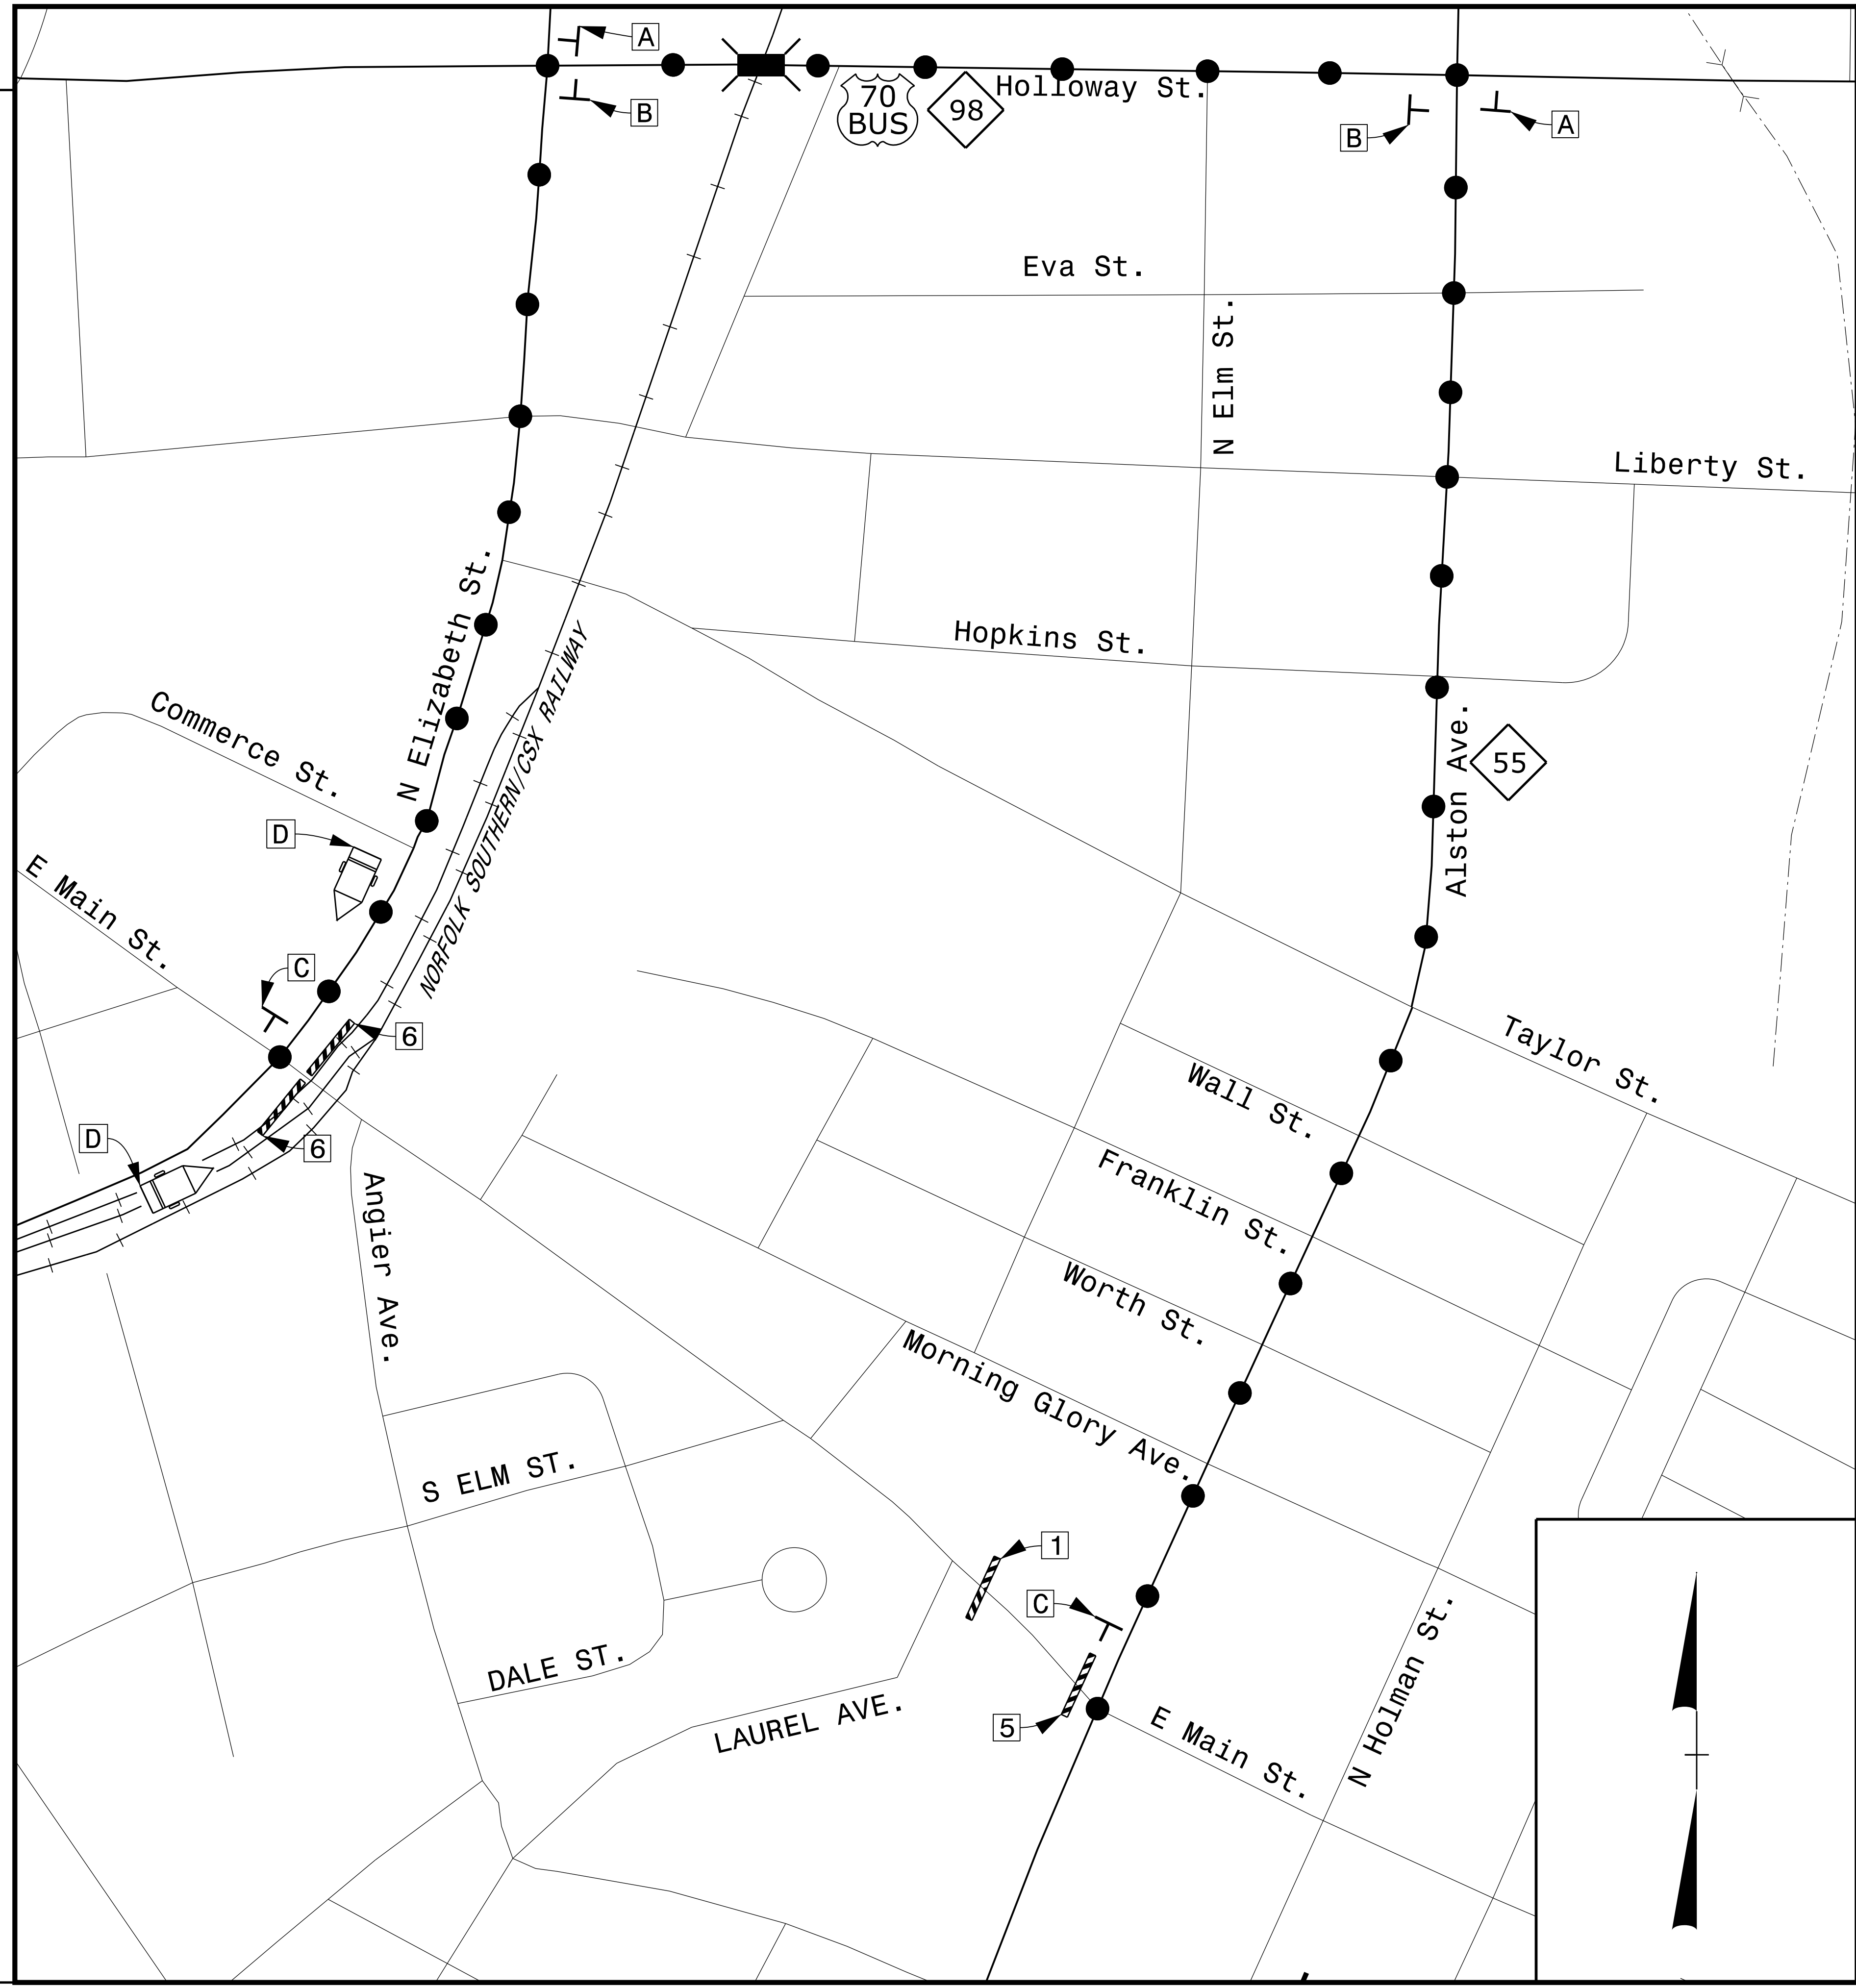 A
B
70
BUS
98
Holloway St.
B
A
Eva St.
N Elm St.
Liberty St.
Hopkins St.
N Elizabeth St.
NORFOLK SOUTHERN/CSX RAILWAY
Commerce St.
Alston Ave.
55
D
E Main St.
C
6
Taylor St.
Wall St.
D
6
Franklin St.
Angier Ave.
Worth St.
Morning Glory Ave.
S ELM ST.
1
C
N Holman St.
DALE ST.
LAUREL AVE.
5
E Main St.